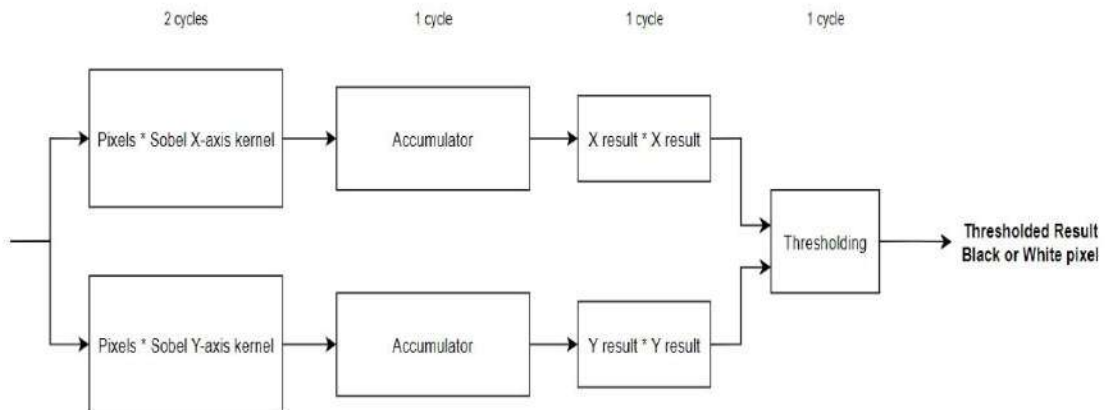 2 cycles
1 cycle
1 cycle
1 cycle
Pixels * Sobel X-axis kernel
Accumulator
X result * X result
Thresholding
Thresholded Result
Black or White pixel
Pixels * Sobel Y-axis kernel
Accumulator
Y result * Y result